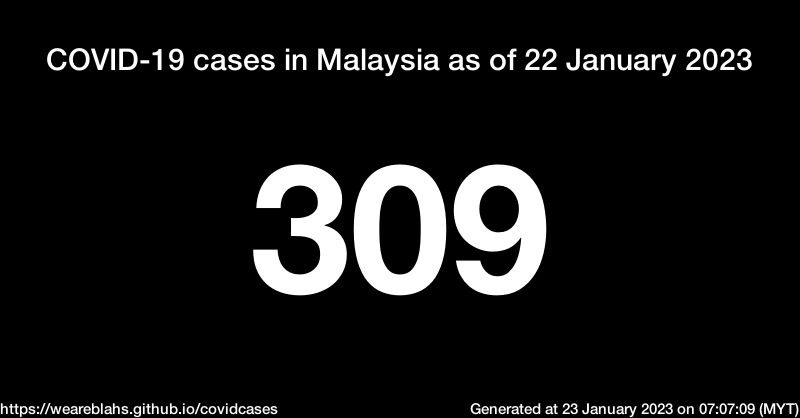 COVID-19 cases in Malaysia as of 22 January 2023
309
https://weareblahs.github.io/covidcases
Generated at 23 January 2023 on 07:07:09 (MYT)